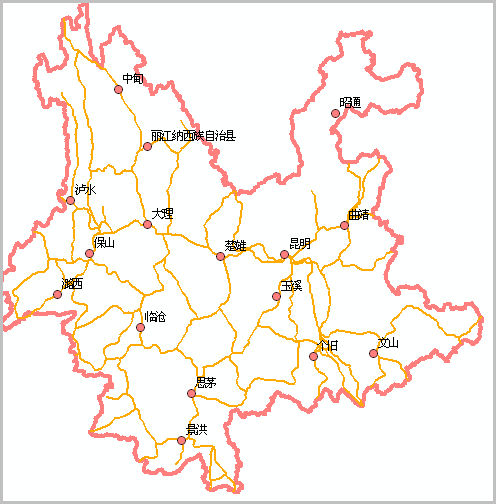 中甸
昭通
丽江纳西族自治县
泸水
大理
曲靖
保山
楚雄
昆明
潞西
玉溪
临沧
个旧
文山
思茅
景洪